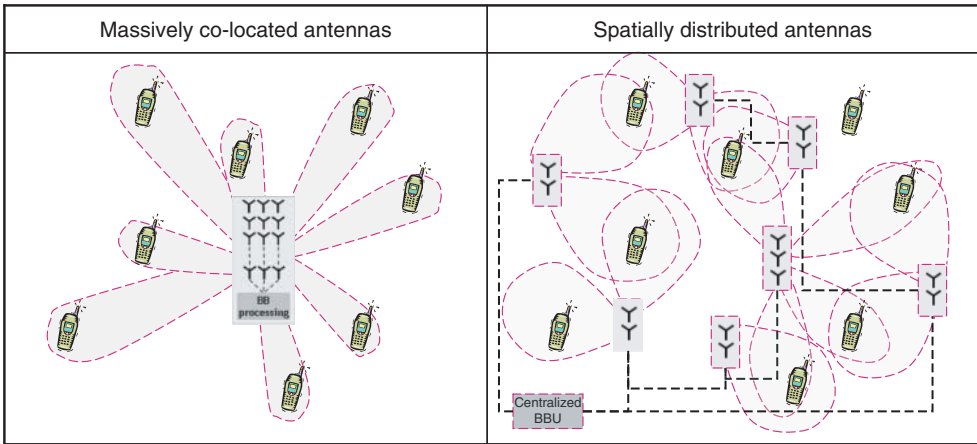 Massively co-located antennas
Spatially distributed antennas
BB
processing
Centralized
BBU